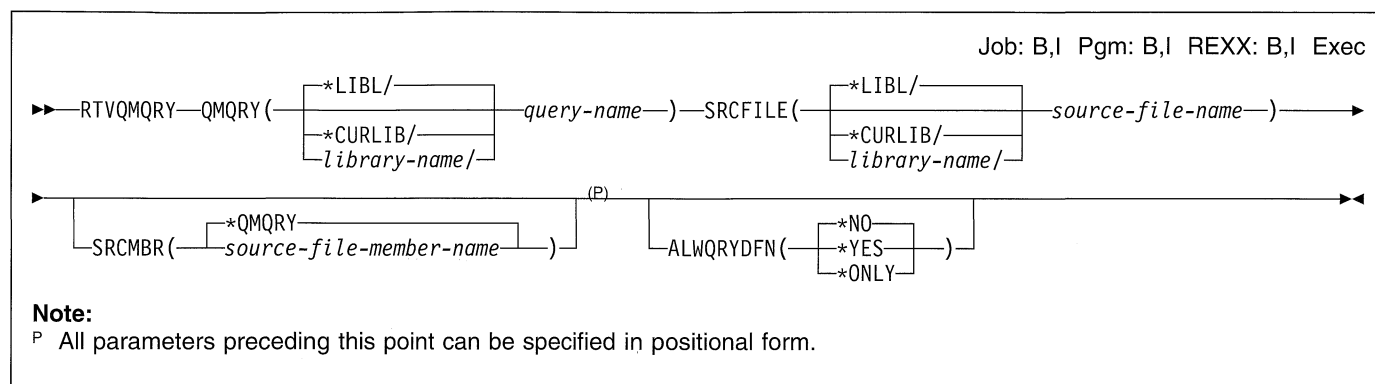 Job: B,I Pgm: B,I REXX: B,I Exec
*LIBL/ *LIBL/
RTVQMQRY QMQRY( query-name ) SRCFILE( source-file-name )
*CURLIB/ *CURLIB/
library-name/ library-name/
(P)
*QMQRY *NO
SRCMBR( source-file-member-name ) ALWQRYDFN( *YES )
*ONLY
Note:
P All parameters preceding this point can be specified in positional form.